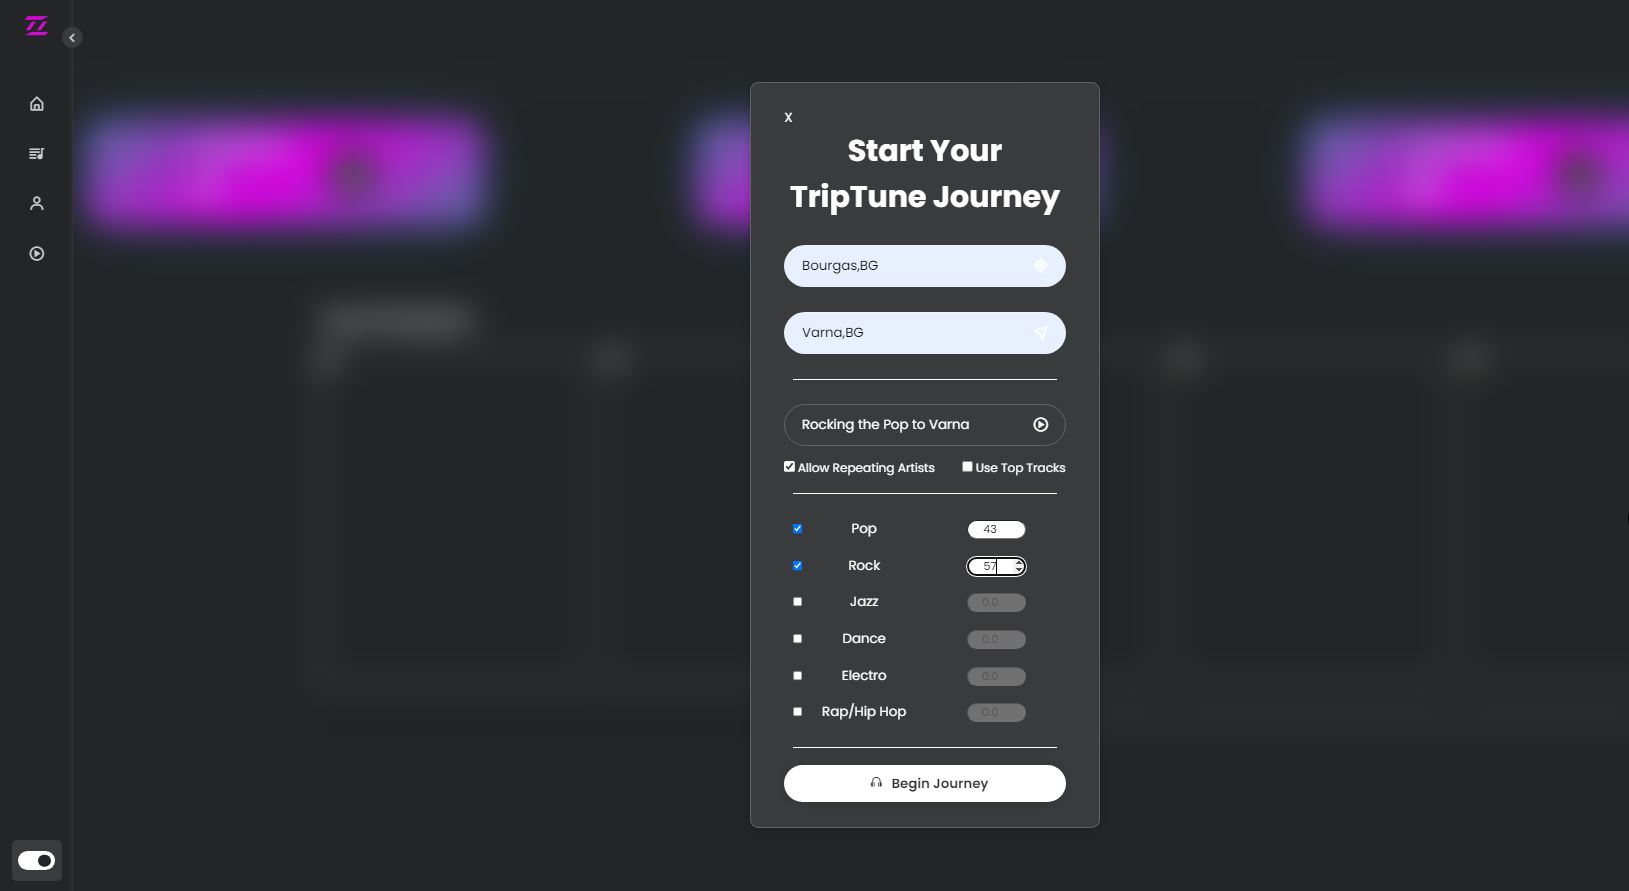 X
Start Your
TripTune Journey
Bourgas,BG
Varna,BG
Rocking the Pop to Varna
Allow Repeating Artists Use Top Tracks
Pop 43
Rock 57
Jazz 0.0
Dance 0.0
Electro 0.0
Rap/Hip Hop 0.0
Begin Journey